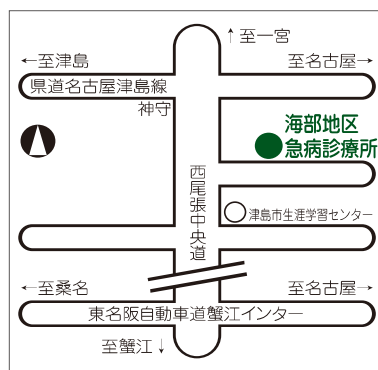 ↑至一宮
←至津島
至名古屋→
県道名古屋津島線
神守
海部地区
急病診療所
西尾張中央道
津島市生涯学習センター
←至桑名
至名古屋→
東名阪自動車道蟹江インター
至蟹江↓